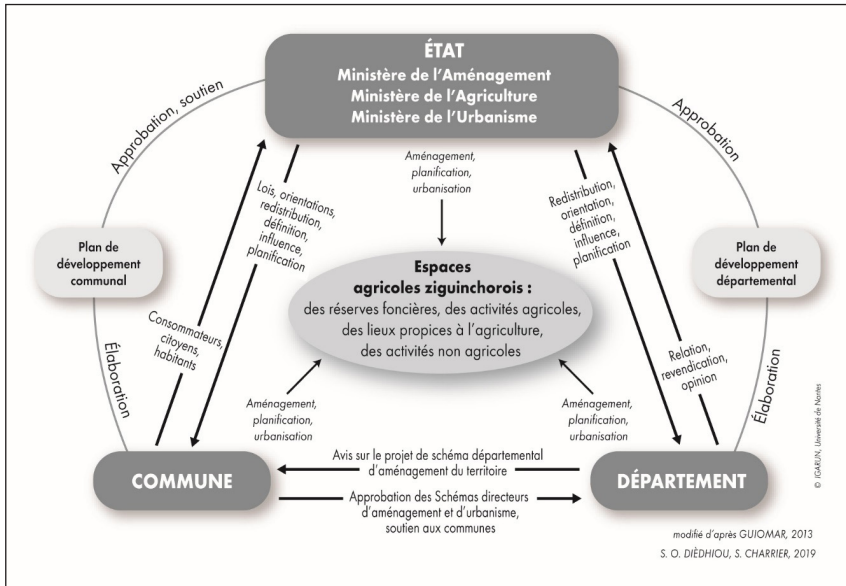 ÉTAT
Ministère de l'Aménagement
Ministère de l'Agriculture
Ministère de l'Urbanisme
Approbation, soutien
Approbation
Aménagement,
planification,
urbanisation
Lois, orientations,
redistribution,
définition,
influence,
planification
Redistribution,
orientation,
définition,
influence,
planification
Plan de
développement
communal
Plan de
développement
départemental
Espaces
agricoles ziguinchorois :
des réserves foncières, des activités agricoles,
des lieux propices à l'agriculture,
des activités non agricoles
Consommateurs,
citoyens,
habitants
Relation,
revendication,
opinion
Élaboration
Élaboration
Aménagement,
planification,
urbanisation
Aménagement,
planification,
urbanisation
COMMUNE
Avis sur le projet de schéma départemental
d'aménagement du territoire
Approbation des Schémas directeurs
d'aménagement et d'urbanisme,
soutien aux communes
DÉPARTEMENT
© IGARUN, Université de Nantes
modifié d'après GUIOMAR, 2013
S. O. DIÈDHIOU, S. CHARRIER, 2019